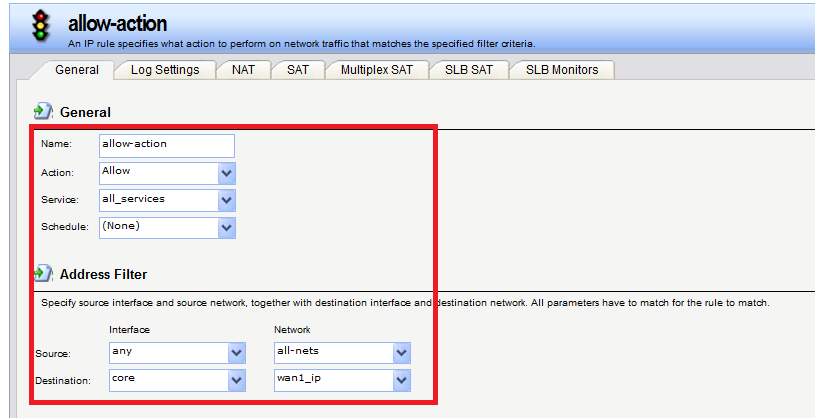 allow-action
An IP rule specifies what action to perform on network traffic that matches the specified filter criteria.
General Log Settings NAT SAT Multiplex SAT SLB SAT SLB Monitors
General
Name: allow-action
Action: Allow
Service: all_services
Schedule: (None)
Address Filter
Specify source interface and source network, together with destination interface and destination network. All parameters have to match for the rule to match.
Interface Network
Source: any all-nets
Destination: core wan1_ip